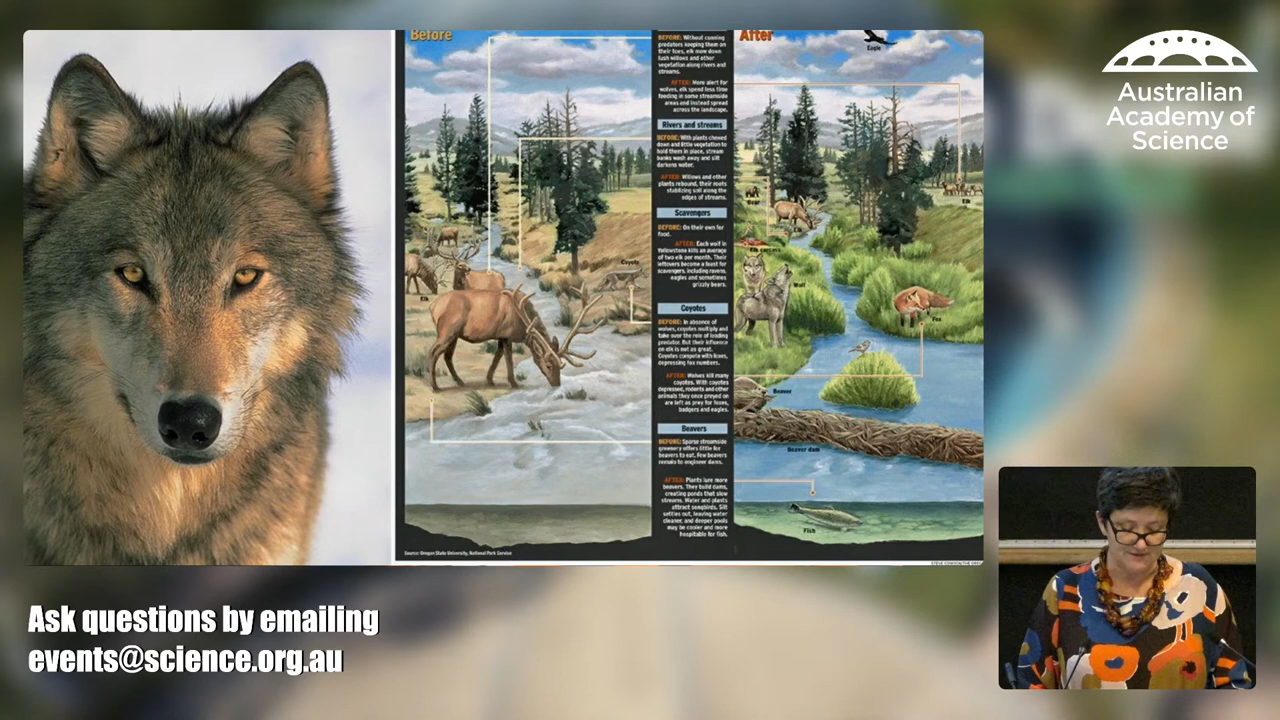 Before
BEFORE: Without cunning
predators keeping them on
their toes, elk mow down
lush willows and other
vegetation along rivers and
streams.
AFTER: More alert for
wolves, elk spend less time
feeding in some streamside
areas and instead spread
across the landscape.
Rivers and streams
BEFORE: With plants chewed
down and little vegetation to
hold them in place, stream
banks wash away and silt
darkens water.
AFTER: Willows and other
plants rebound, their roots
stabilizing soil along the
edges of streams.
Scavengers
BEFORE: On their own for
food.
AFTER: Each wolf in
Yellowstone kills an average
of two elk per month. Their
leftovers become a feast for
scavengers, including ravens,
eagles and sometimes
grizzly bears.
Coyotes
BEFORE: In absence of
wolves, coyotes multiply and
take over the role of leading
predator. But their influence
on elk is not as great.
Coyotes compete with foxes,
depressing fox numbers.
AFTER: Wolves kill many
coyotes. With coyotes
depressed, rodents and other
animals they once preyed on
are left as prey for foxes,
badgers and eagles.
Beavers
BEFORE: Sparse streamside
greenery offers little for
beavers to eat. Few beavers
remain to engineer dams.
AFTER: Plants lure more
beavers. They build dams,
creating ponds that slow
streams. Water and plants
attract songbirds. Silt
settles out, leaving water
cleaner, and deeper pools
may be cooler and more
hospitable for fish.
Elk
Coyote
Source: Oregon State University, National Park Service
After
Eagle
Elk
Wolf
Fox
Beaver
Beaver dam
Fish
Australian
Academy of
Science
Ask questions by emailing
events@science.org.au